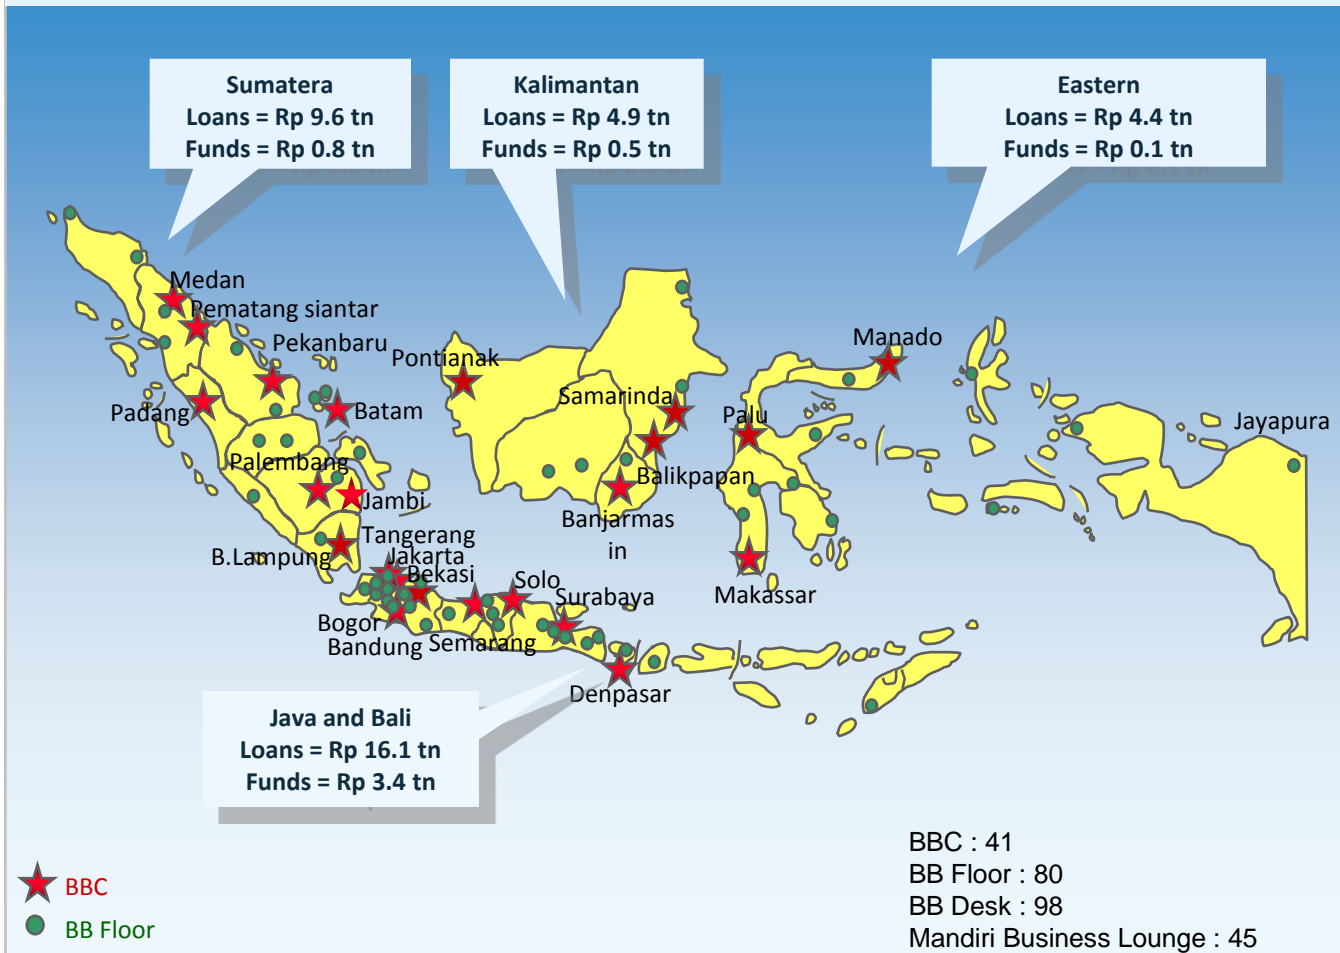 Sumatera
Loans = Rp 9.6 tn
Funds = Rp 0.8 tn
Kalimantan
Loans = Rp 4.9 tn
Funds = Rp 0.5 tn
Eastern
Loans = Rp 4.4 tn
Funds = Rp 0.1 tn
Medan
Pematang siantar
Pekanbaru
Padang
Batam
Palembang
Jambi
B.Lampung
Tangerang
Jakarta
Bekasi
Bogor
Bandung
Semarang
Solo
Surabaya
Denpasar
Pontianak
Samarinda
Balikpapan
Banjarmas
in
Manado
Palu
Makassar
Jayapura
Java and Bali
Loans = Rp 16.1 tn
Funds = Rp 3.4 tn
BBC
BB Floor
BBC : 41
BB Floor : 80
BB Desk : 98
Mandiri Business Lounge : 45